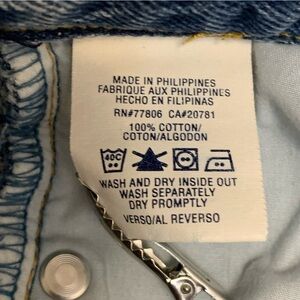 MADE IN PHILIPPINES
FABRIQUE AUX PHILIPPINES
HECHO EN FILIPINAS
RN#77806 CA#20781
100% COTTON/
COTON/ALGODON
40C
WASH AND DRY INSIDE OUT
WASH SEPARATELY
DRY PROMPTLY
VERSO/AL REVERSO